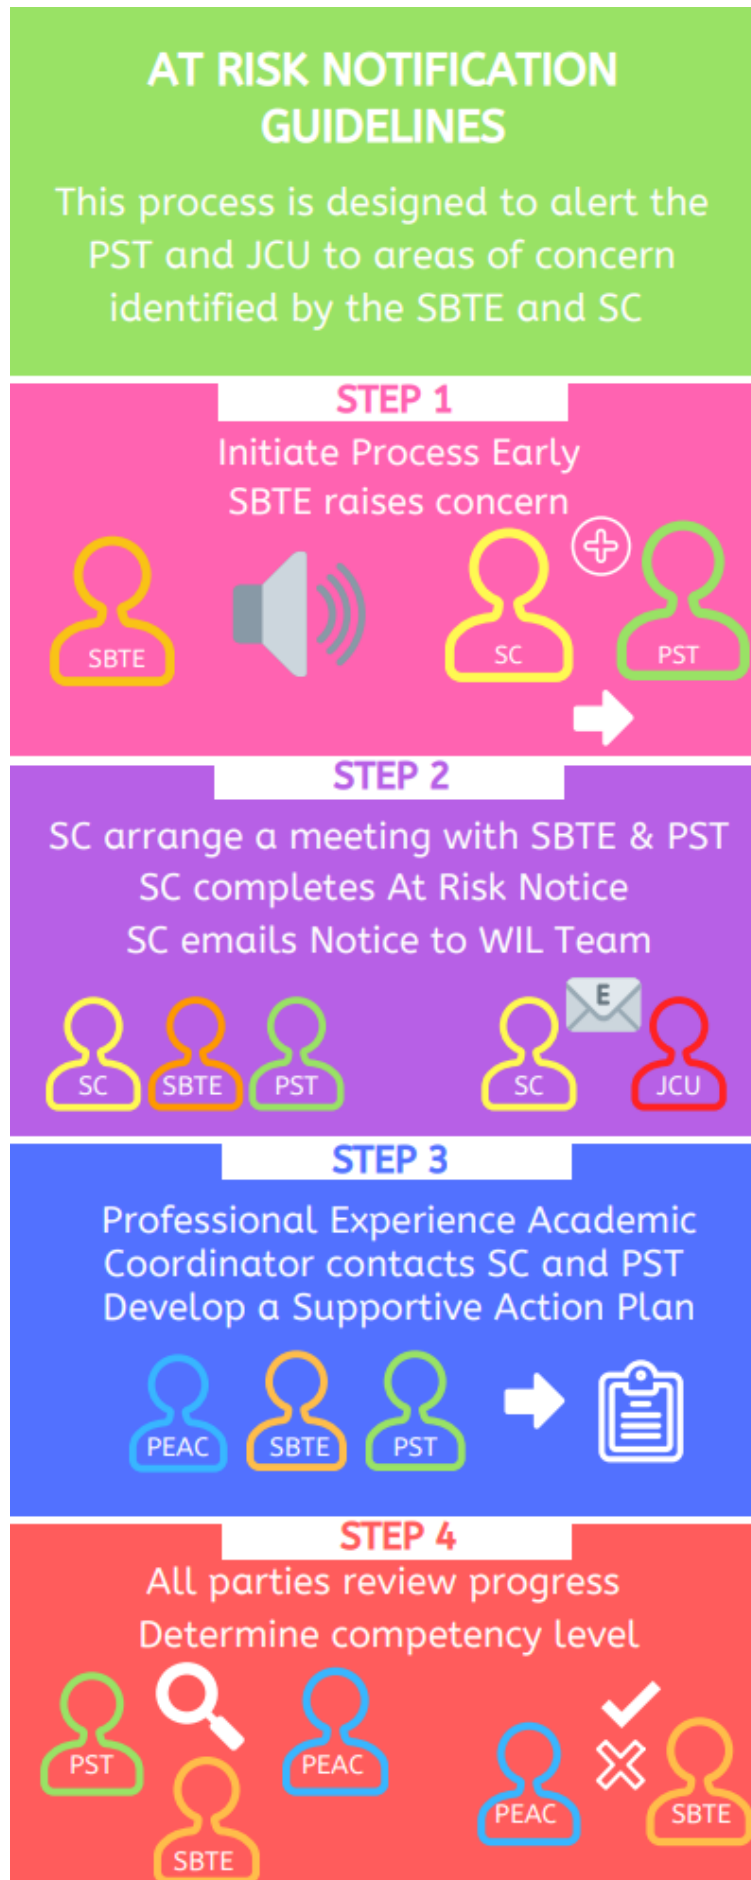 AT RISK NOTIFICATION
GUIDELINES
This process is designed to alert the
PST and JCU to areas of concern
identified by the SBTE and SC
STEP 1
Initiate Process Early
SBTE raises concern
SBTE
SC
PST
STEP 2
SC arrange a meeting with SBTE & PST
SC completes At Risk Notice
SC emails Notice to WIL Team
E
SC
SBTE
PST
SC
JCU
STEP 3
Professional Experience Academic
Coordinator contacts SC and PST
Develop a Supportive Action Plan
PEAC
SBTE
PST
STEP 4
All parties review progress
Determine competency level
PST
PEAC
SBTE
PEAC
SBTE